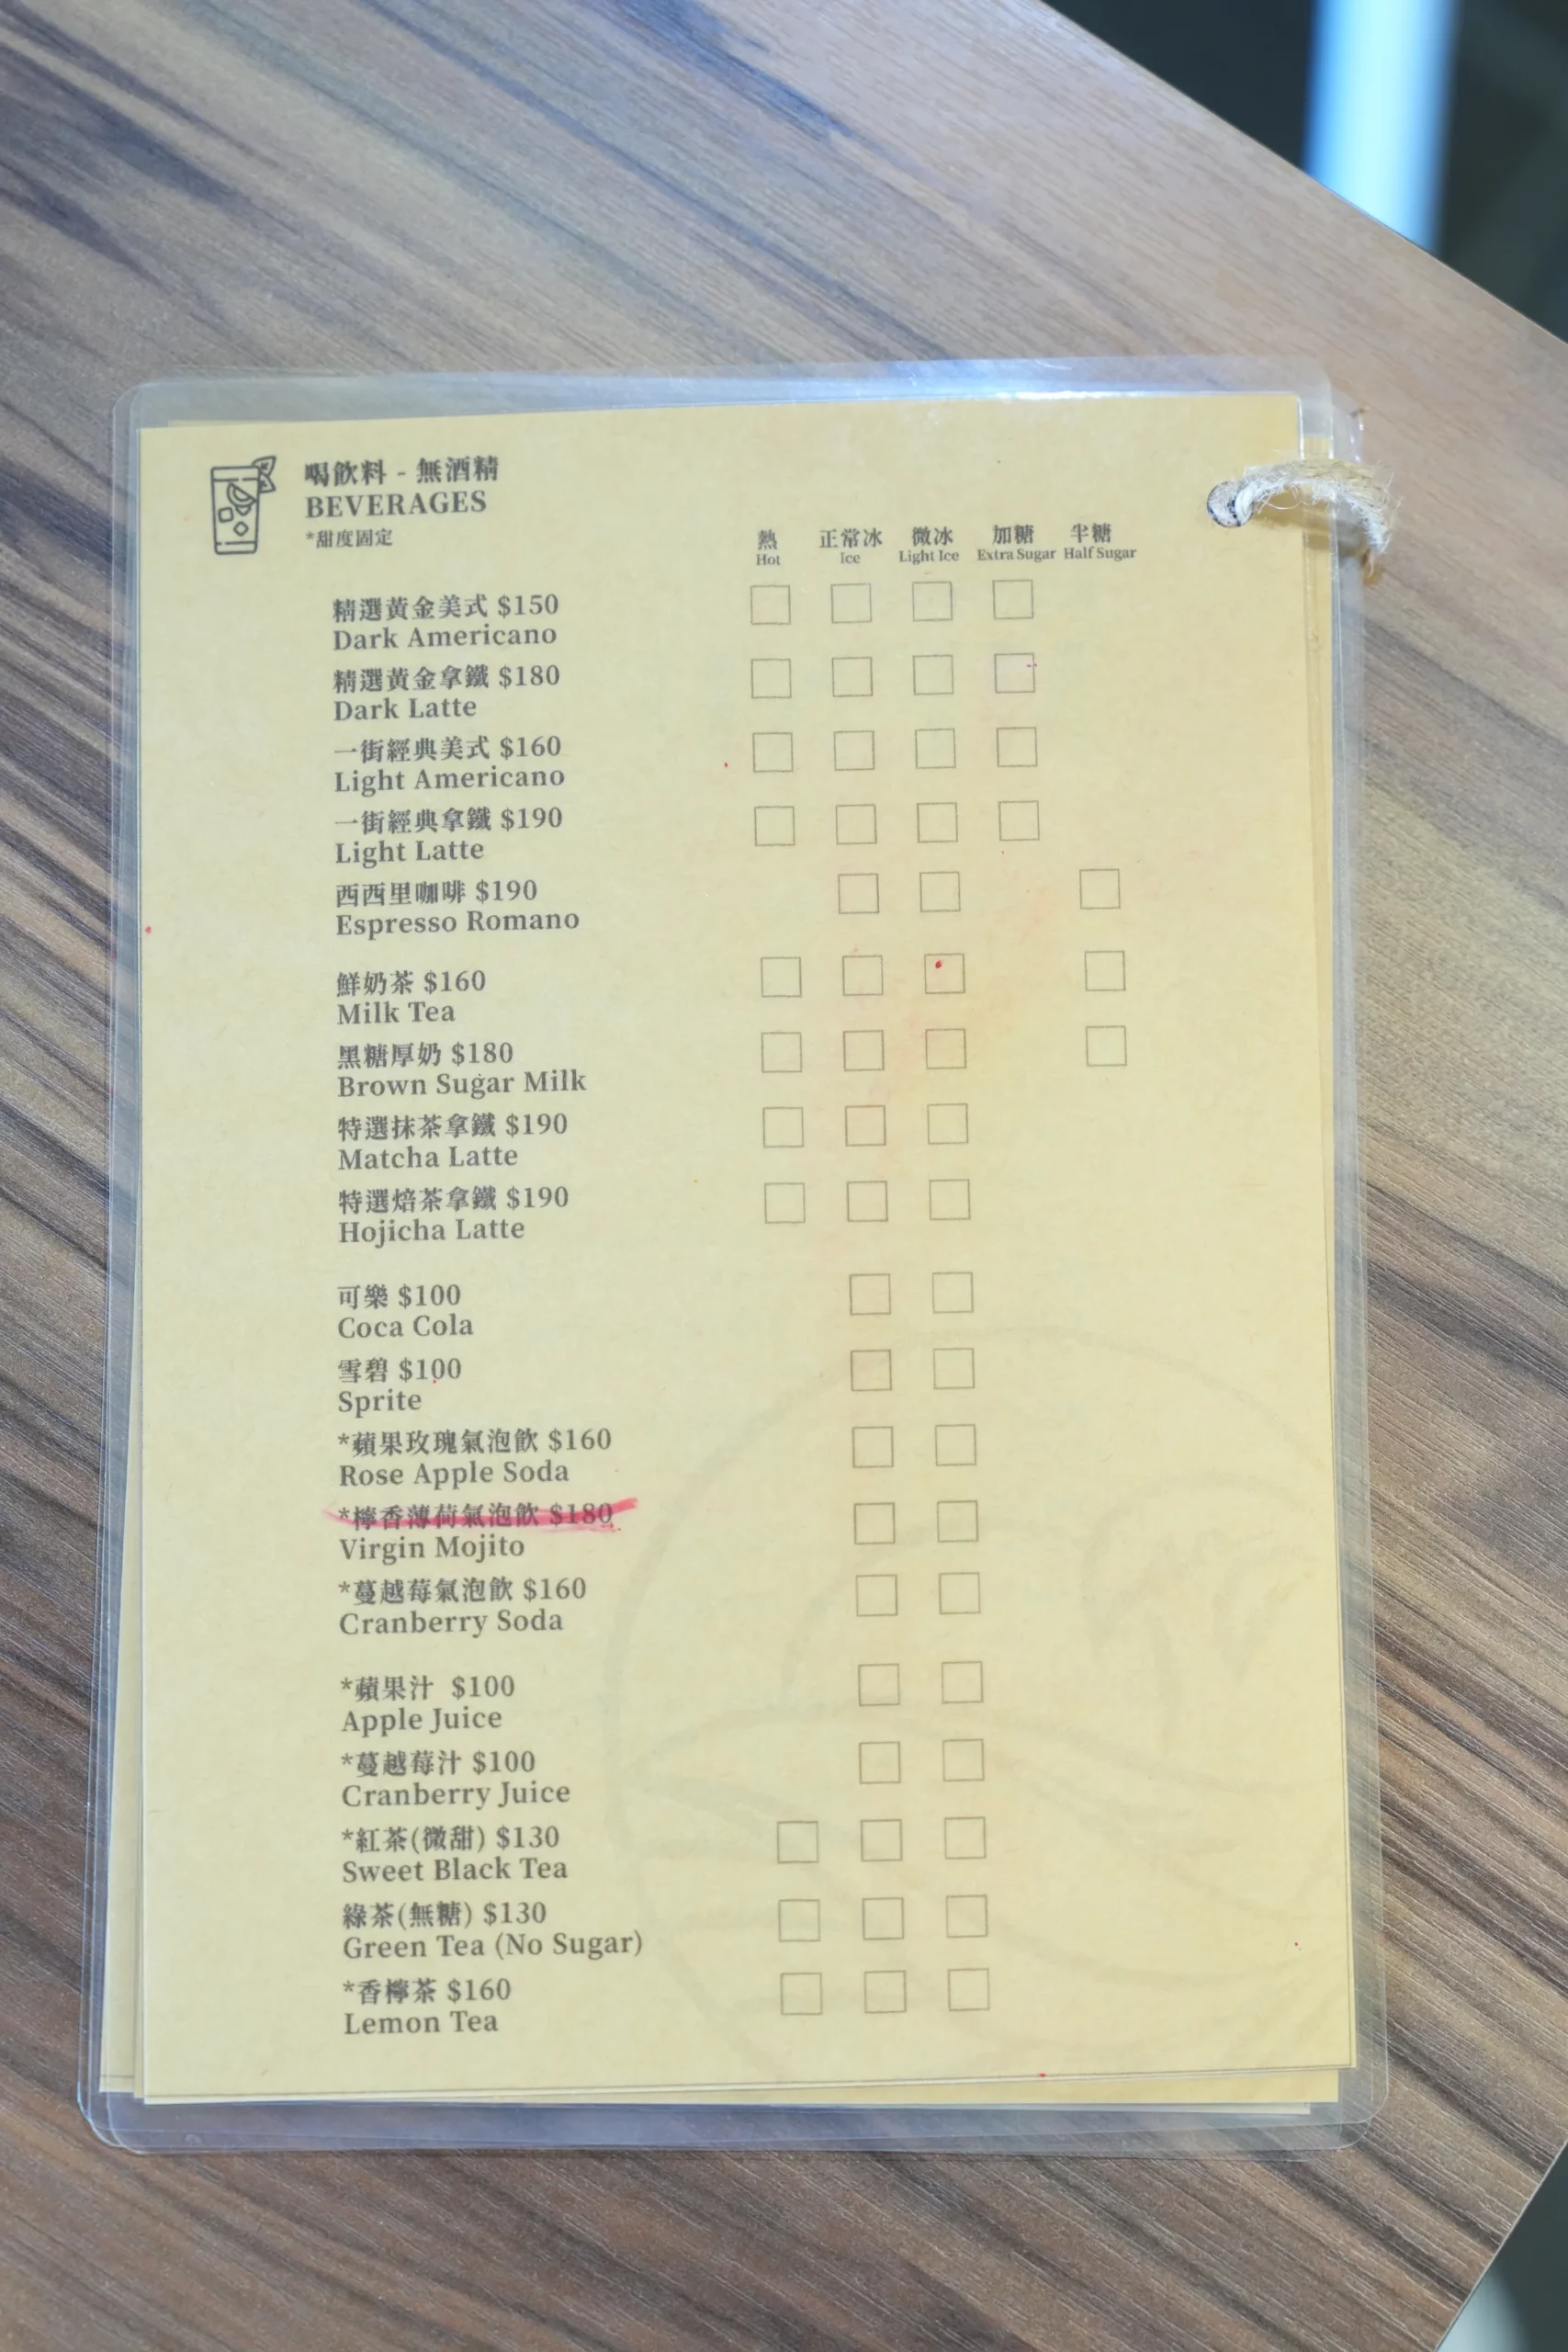 喝飲料 - 無酒精
BEVERAGES
*甜度固定
熱 正常冰 微冰 加糖 半糖
Hot Ice Light Ice Extra Sugar Half Sugar
精選黃金美式 $150
Dark Americano
精選黃金拿鐵 $180
Dark Latte
一街經典美式 $160
Light Americano
一街經典拿鐵 $190
Light Latte
西西里咖啡 $190
Espresso Romano
鮮奶茶 $160
Milk Tea
黑糖厚奶 $180
Brown Sugar Milk
特選抹茶拿鐵 $190
Matcha Latte
特選焙茶拿鐵 $190
Hojicha Latte
可樂 $100
Coca Cola
雪碧 $100
Sprite
*蘋果玫瑰氣泡飲 $160
Rose Apple Soda
*檸香薄荷氣泡飲 $180
Virgin Mojito
*蔓越莓氣泡飲 $160
Cranberry Soda
*蘋果汁 $100
Apple Juice
*蔓越莓汁 $100
Cranberry Juice
*紅茶(微甜) $130
Sweet Black Tea
綠茶(無糖) $130
Green Tea (No Sugar)
*香檸茶 $160
Lemon Tea